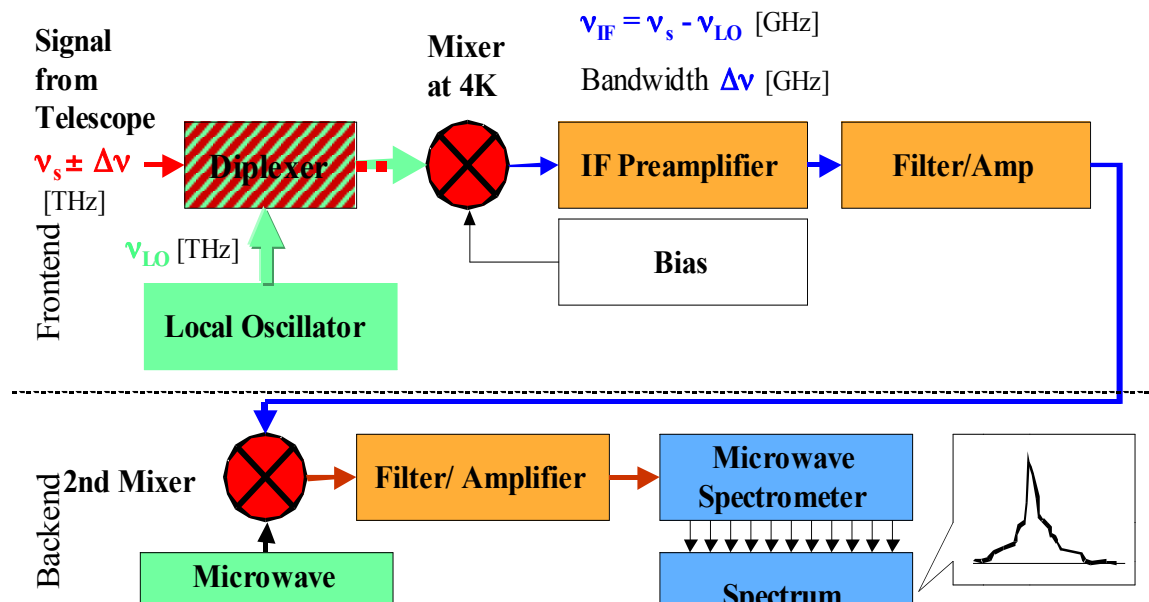 Signal
from
Telescope
νs ± Δν
[THz]
Mixer
at 4K
νIF = νs - νLO [GHz]
Bandwidth Δν [GHz]
Diplexer
IF Preamplifier
Filter/Amp
νLO [THz]
Bias
Local Oscillator
Frontend
Backend
2nd Mixer
Filter/ Amplifier
Microwave
Spectrometer
Microwave
Spectrum